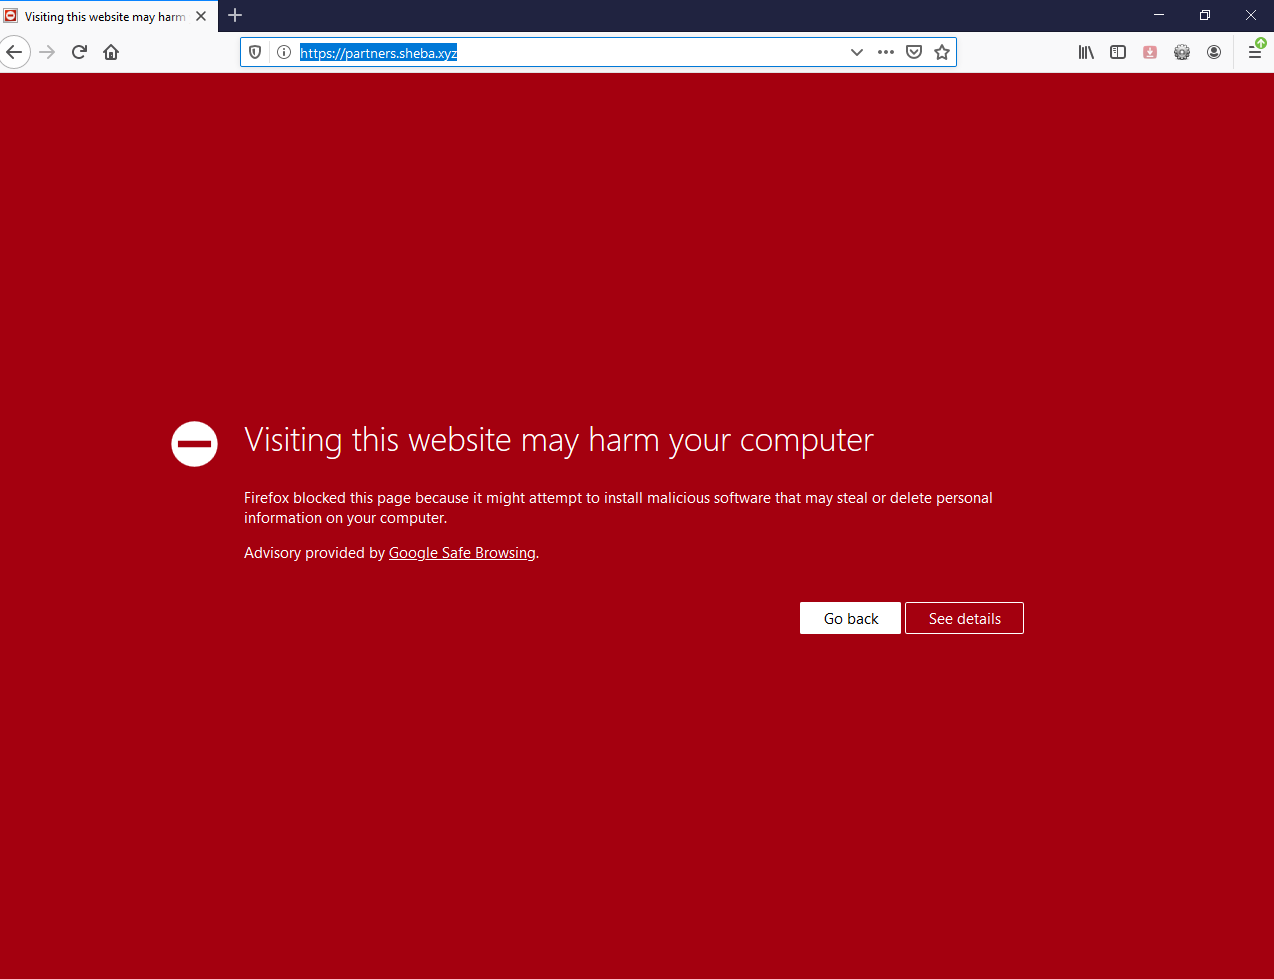 Visiting this website may harm
https://partners.sheba.xyz
Visiting this website may harm your computer
Firefox blocked this page because it might attempt to install malicious software that may steal or delete personal
information on your computer.
Advisory provided by Google Safe Browsing.
Go back See details